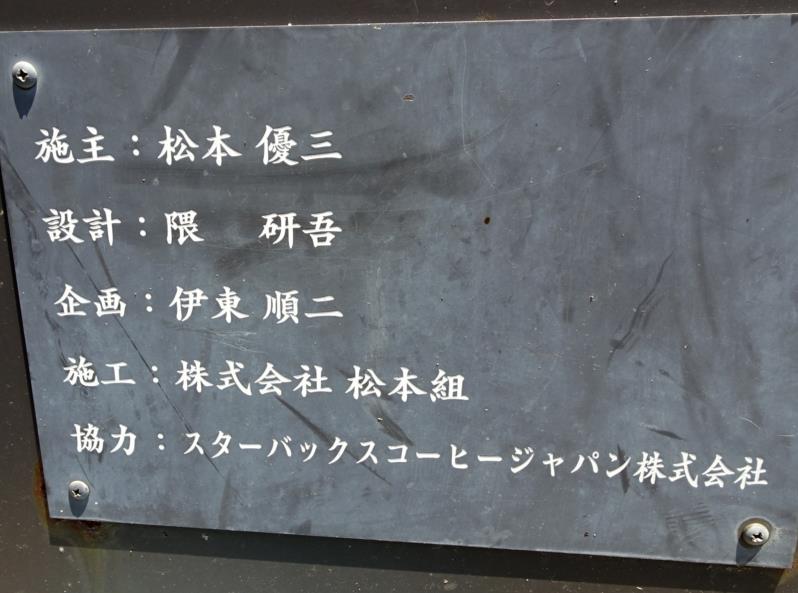 施主：松本 優三
設計：隈　研吾
企画：伊東 順二
施工：株式会社 松本組
協力：スターバックスコーヒージャパン株式会社